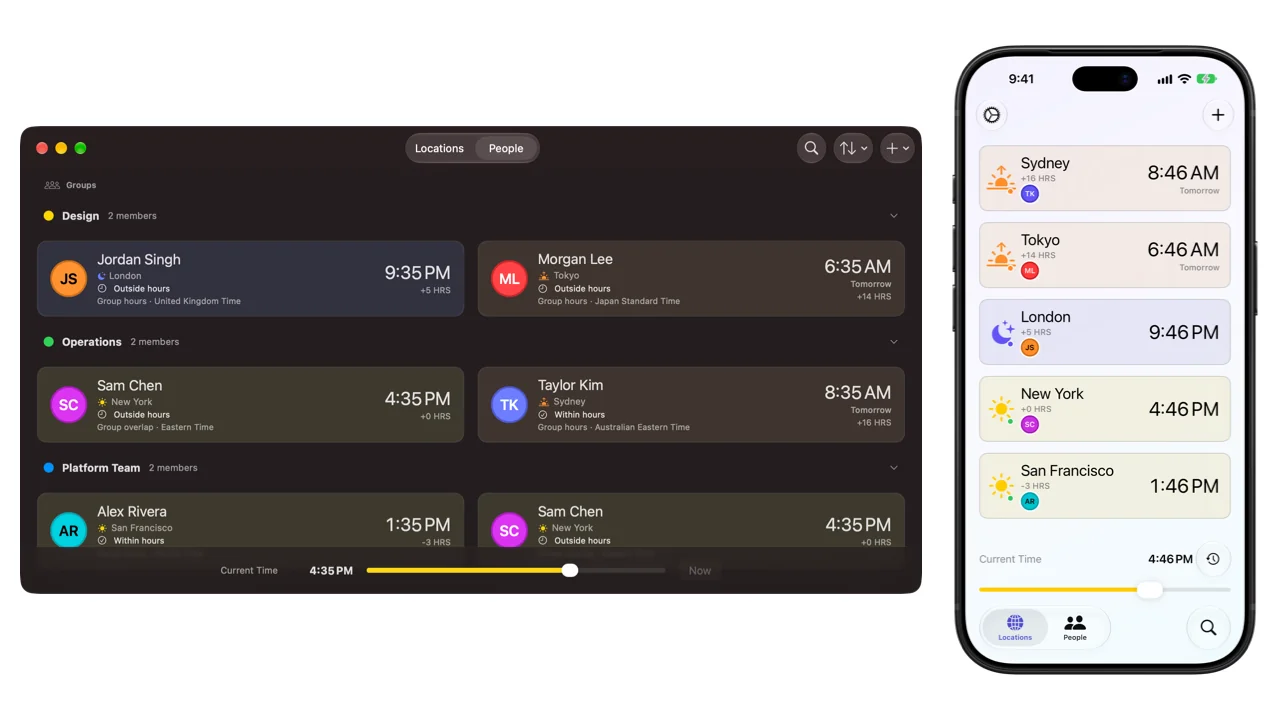 Locations People
Groups
Design 2 members
JS
Jordan Singh
London
Outside hours
Group hours · United Kingdom Time
9:35 PM
+5 HRS
ML
Morgan Lee
Tokyo
Outside hours
Group hours · Japan Standard Time
6:35 AM
Tomorrow
+14 HRS
Operations 2 members
SC
Sam Chen
New York
Outside hours
Group overlap · Eastern Time
4:35 PM
+0 HRS
TK
Taylor Kim
Sydney
Within hours
Group hours · Australian Eastern Time
8:35 AM
Tomorrow
+16 HRS
Platform Team 2 members
AR
Alex Rivera
San Francisco
Within hours
1:35 PM
-3 HRS
SC
Sam Chen
New York
Outside hours
4:35 PM
+0 HRS
Current Time 4:35 PM Now
9:41
Sydney
+16 HRS
TK
8:46 AM
Tomorrow
Tokyo
+14 HRS
ML
6:46 AM
Tomorrow
London
+5 HRS
JS
9:46 PM
New York
+0 HRS
SC
4:46 PM
San Francisco
-3 HRS
AR
1:46 PM
Current Time 4:46 PM
Locations People